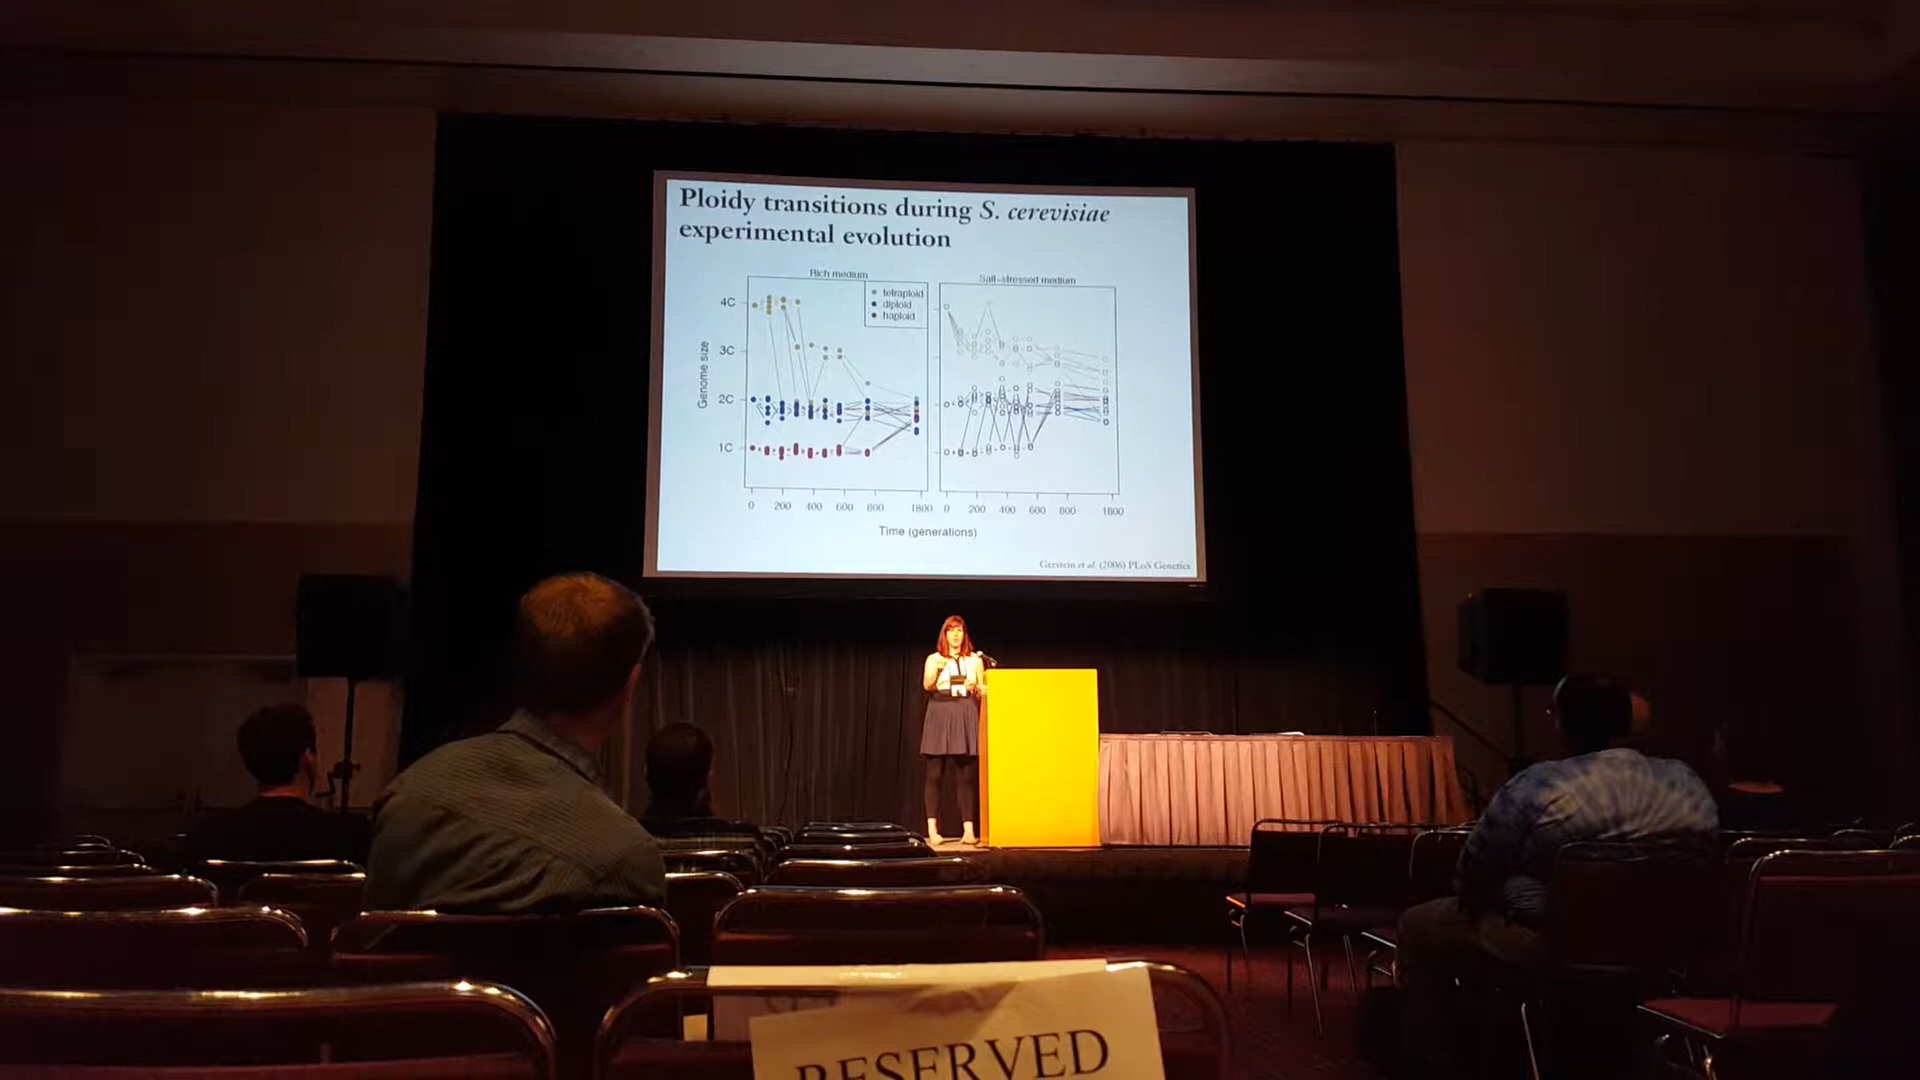 Ploidy transitions during S. cerevisiae
experimental evolution
Rich medium
Salt-stressed medium
tetraploid
diploid
haploid
4C
3C
2C
1C
Genome size
0 200 400 600 800 1800 0 200 400 600 800 1800
Time (generations)
Gerstein et al. (2006) PLoS Genetics
RESERVED